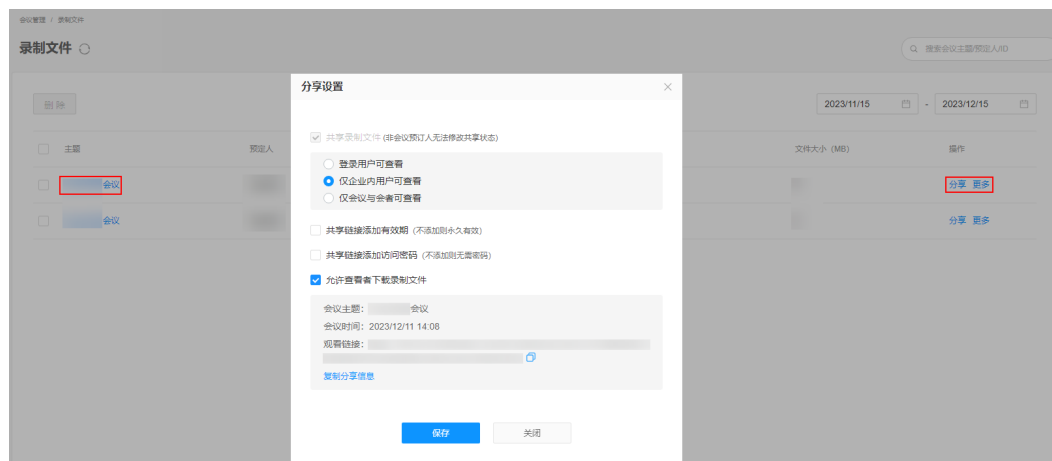 会议管理 / 录制文件
录制文件
搜索会议主题/预定人/ID
删 除
2023/11/15 - 2023/12/15
主题 预定人 文件大小 (MB) 操作
会议 分享 更多
会议 分享 更多
分享设置
共享录制文件 (非会议预订人无法修改共享状态)
登录用户可查看
仅企业内用户可查看
仅会议与会者可查看
共享链接添加有效期 (不添加则永久有效)
共享链接添加访问密码 (不添加则无需密码)
允许查看者下载录制文件
会议主题: 会议
会议时间: 2023/12/11 14:08
观看链接:
复制分享信息
保存 关闭